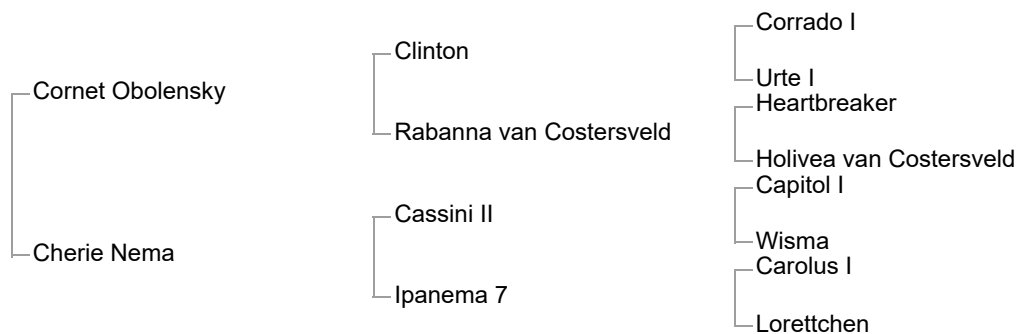 Corrado I
Clinton
Urte I
Cornet Obolensky
Heartbreaker
Rabanna van Costersveld
Holivea van Costersveld
Capitol I
Cassini II
Wisma
Cherie Nema
Carolus I
Ipanema 7
Lorettchen